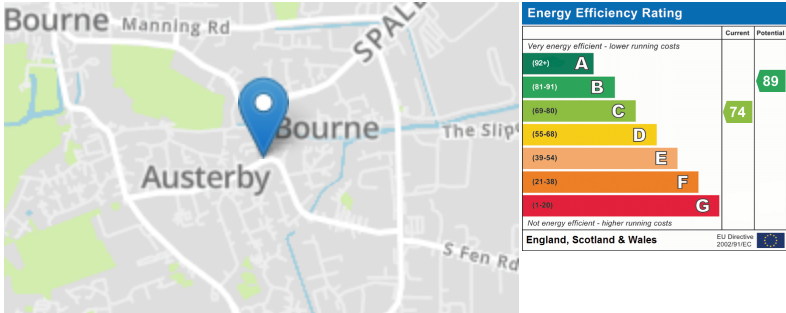 Bourne
Manning Rd
SPALL
Bourne
The Slip
Austerby
S Fen Rd
Energy Efficiency Rating
Current Potential
Very energy efficient - lower running costs
(92+) A
(81-91) B
89
(69-80) C
74
(55-68) D
(39-54) E
(21-38) F
(1-20) G
Not energy efficient - higher running costs
England, Scotland & Wales
EU Directive
2002/91/EC